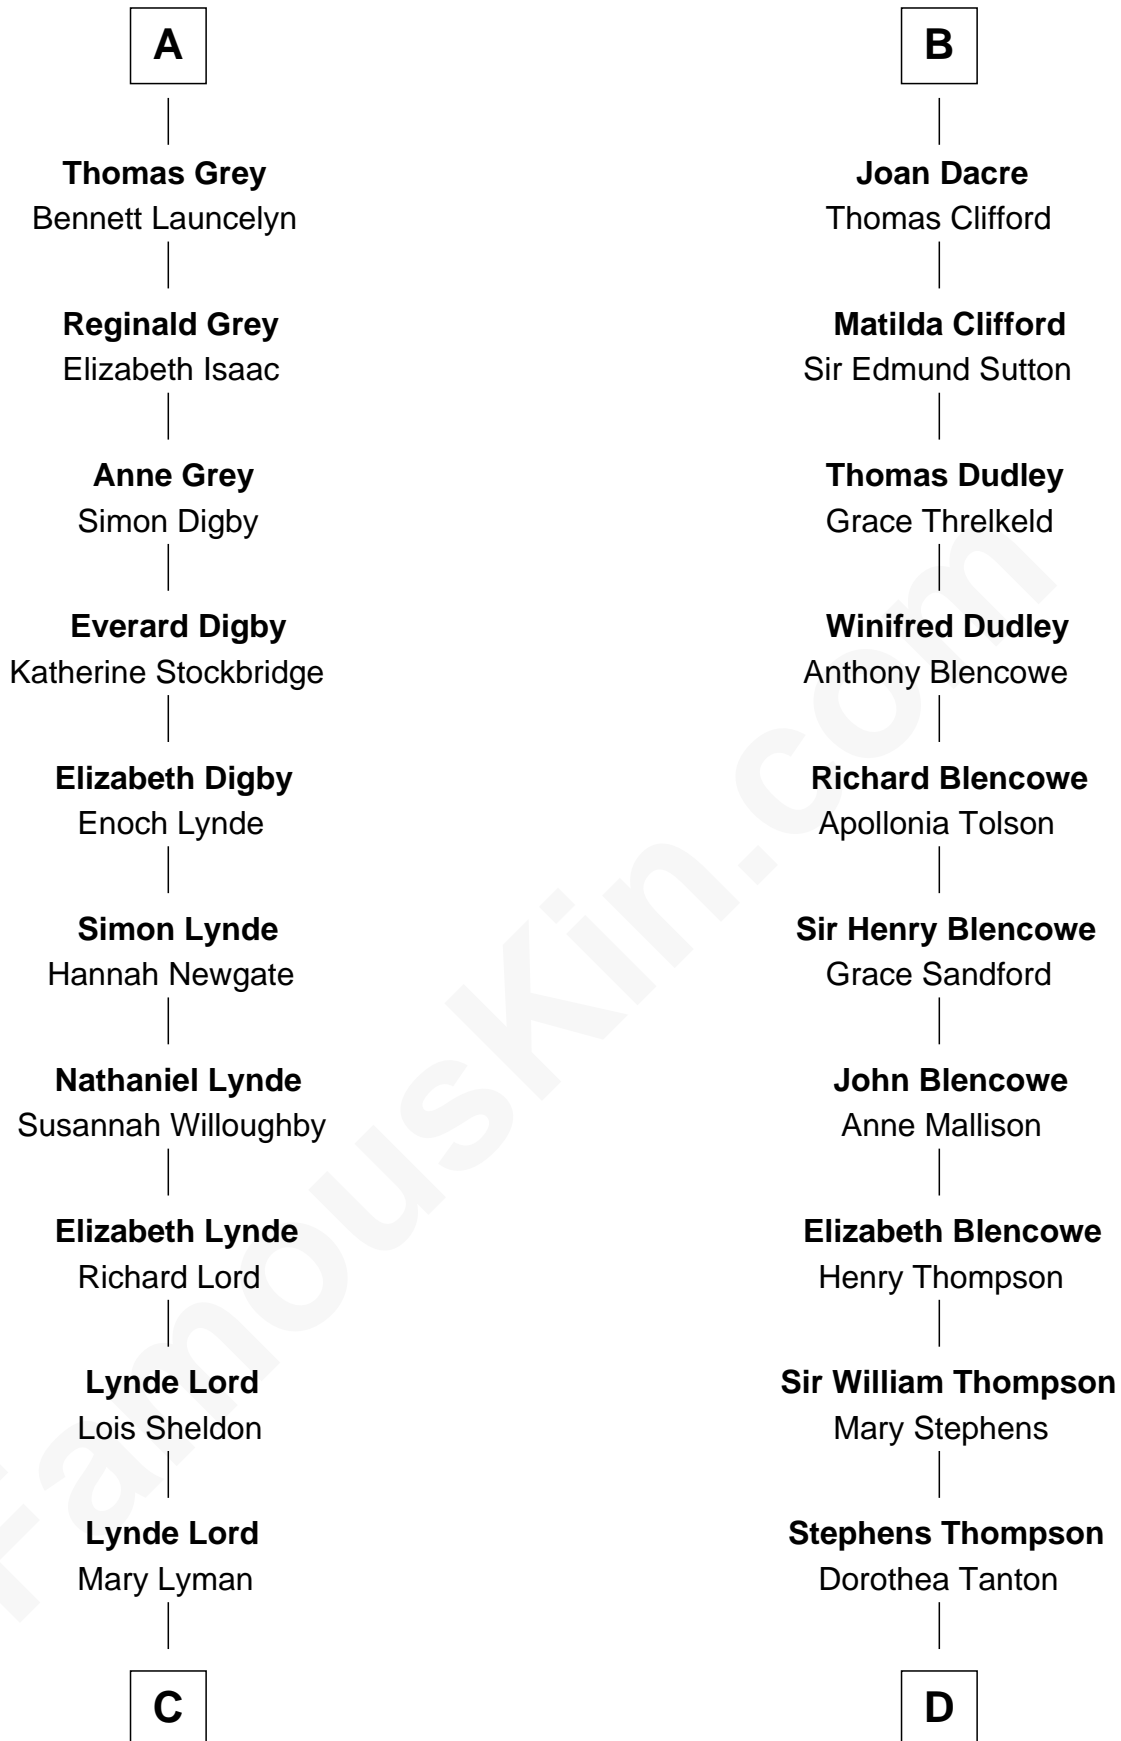 A
Thomas Grey
Bennett Launcelyn
Reginald Grey
Elizabeth Isaac
Anne Grey
Simon Digby
Everard Digby
Katherine Stockbridge
Elizabeth Digby
Enoch Lynde
Simon Lynde
Hannah Newgate
Nathaniel Lynde
Susannah Willoughby
Elizabeth Lynde
Richard Lord
Lynde Lord
Lois Sheldon
Lynde Lord
Mary Lyman
C
B
Joan Dacre
Thomas Clifford
Matilda Clifford
Sir Edmund Sutton
Thomas Dudley
Grace Threlkeld
Winifred Dudley
Anthony Blencowe
Richard Blencowe
Apollonia Tolson
Sir Henry Blencowe
Grace Sandford
John Blencowe
Anne Mallison
Elizabeth Blencowe
Henry Thompson
Sir William Thompson
Mary Stephens
Stephens Thompson
Dorothea Tanton
D
FamousKin.com